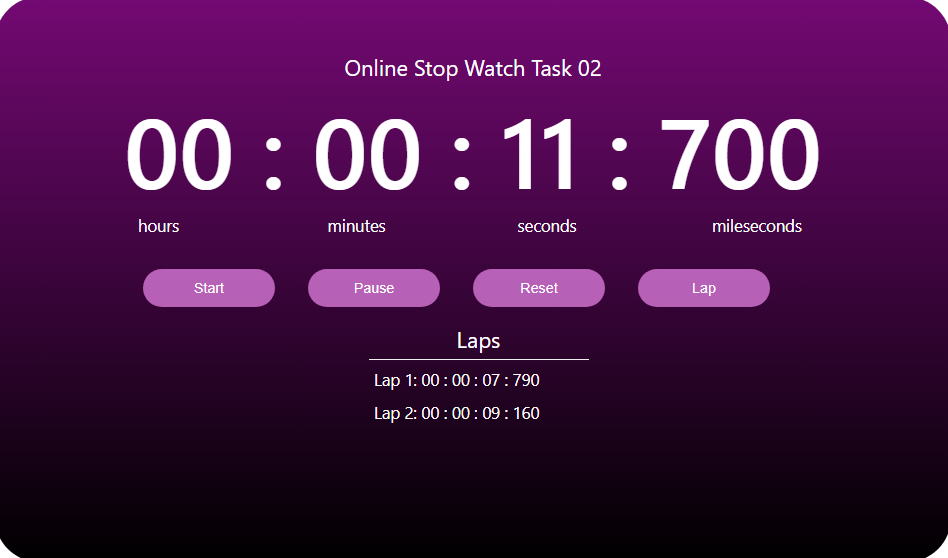 Online Stop Watch Task 02
00 : 00 : 11 : 700
hours minutes seconds mileseconds
Start Pause Reset Lap
Laps
Lap 1: 00 : 00 : 07 : 790
Lap 2: 00 : 00 : 09 : 160